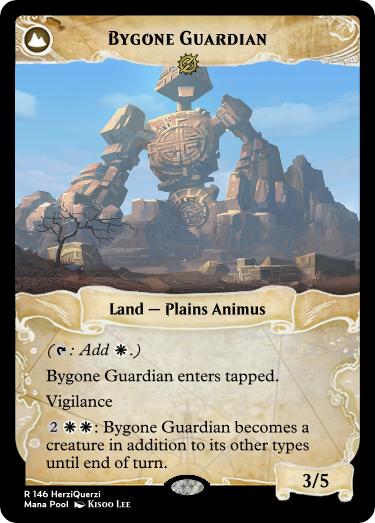 Bygone Guardian
Land — Plains Animus
(: Add .)
Bygone Guardian enters tapped.
Vigilance
2 : Bygone Guardian becomes a
creature in addition to its other types
until end of turn.
3/5
R 146 HerziQuerzi
Mana Pool Kisoo Lee